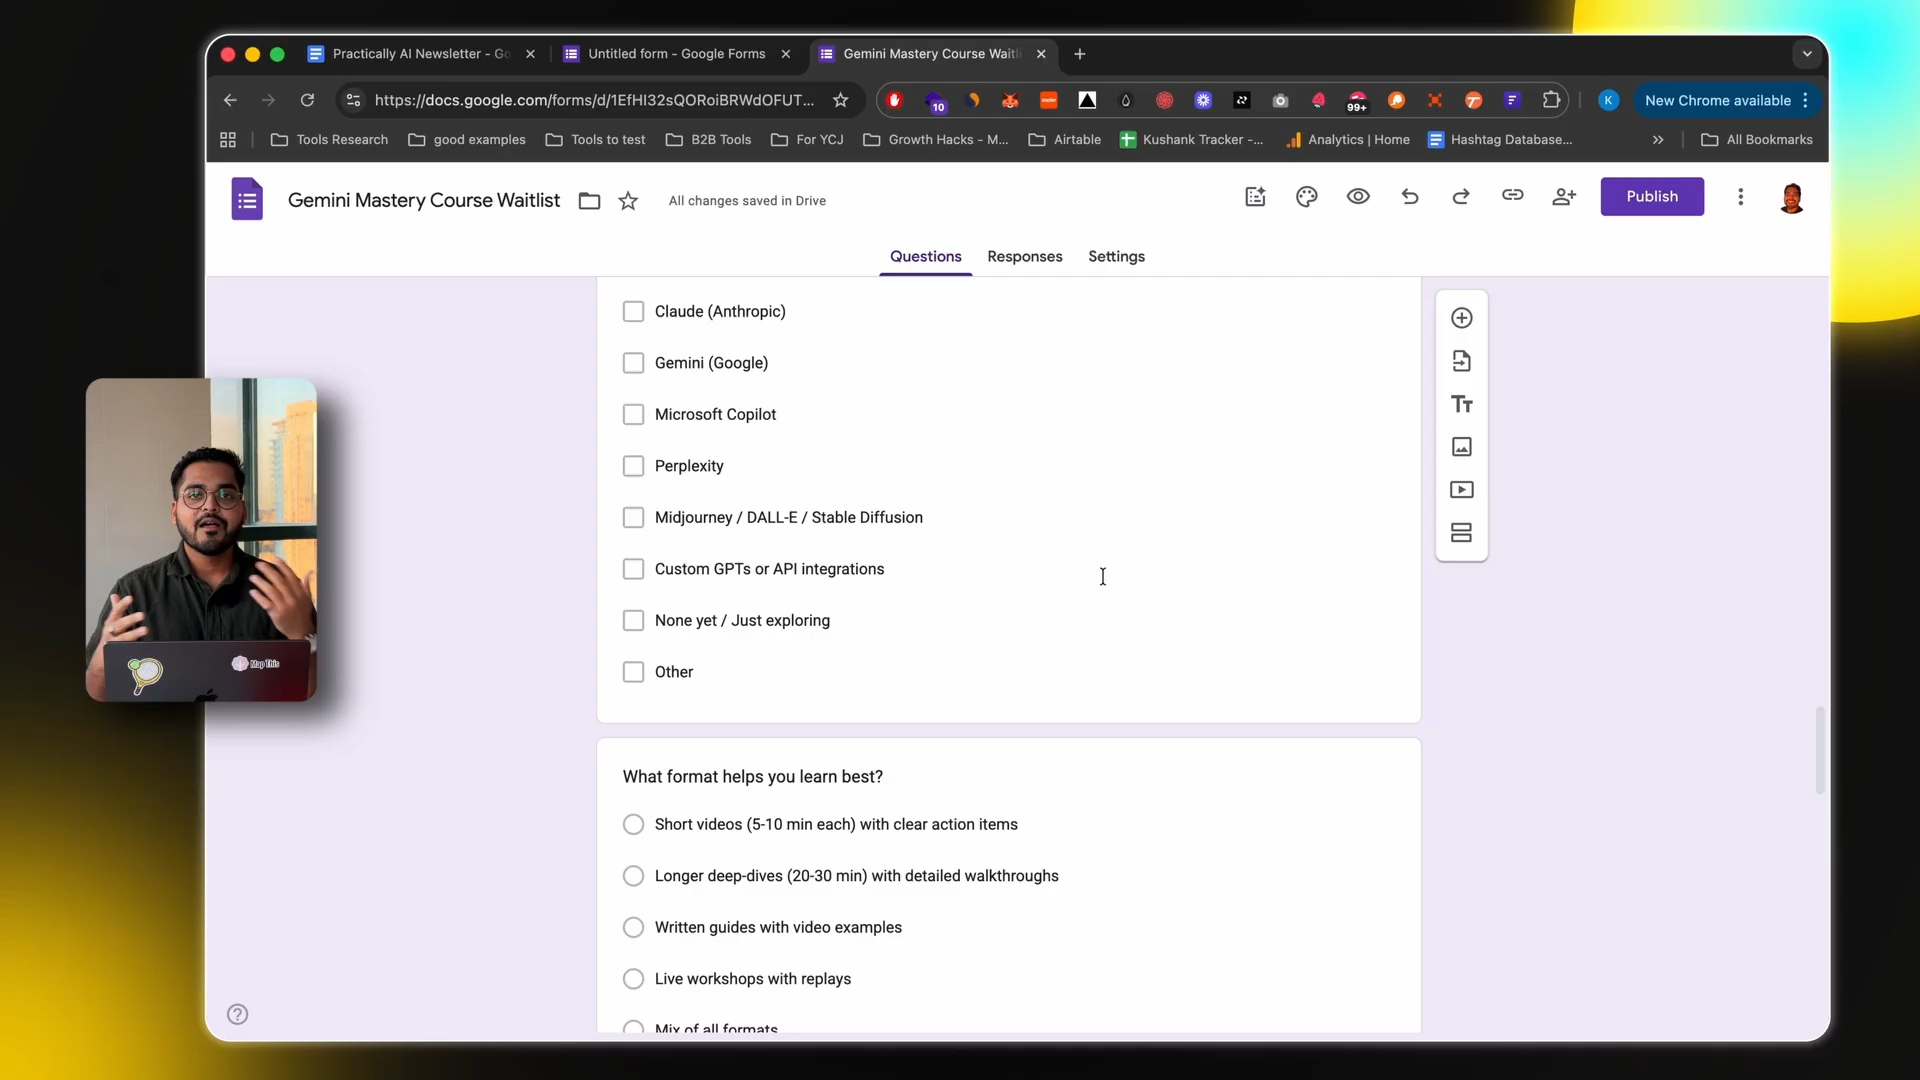 Practically AI Newsletter - Go
Untitled form - Google Forms
Gemini Mastery Course Waitli
https://docs.google.com/forms/d/1EfHI32sQORoiBRWdOFUT...
10
99+
K
New Chrome available
Tools Research
good examples
Tools to test
B2B Tools
For YCJ
Growth Hacks - M...
Airtable
Kushank Tracker -...
Analytics | Home
Hashtag Database...
All Bookmarks
Gemini Mastery Course Waitlist
All changes saved in Drive
Publish
Questions
Responses
Settings
Claude (Anthropic)
Gemini (Google)
Microsoft Copilot
Perplexity
Midjourney / DALL-E / Stable Diffusion
Custom GPTs or API integrations
None yet / Just exploring
Other
Map This
What format helps you learn best?
Short videos (5-10 min each) with clear action items
Longer deep-dives (20-30 min) with detailed walkthroughs
Written guides with video examples
Live workshops with replays
Mix of all formats